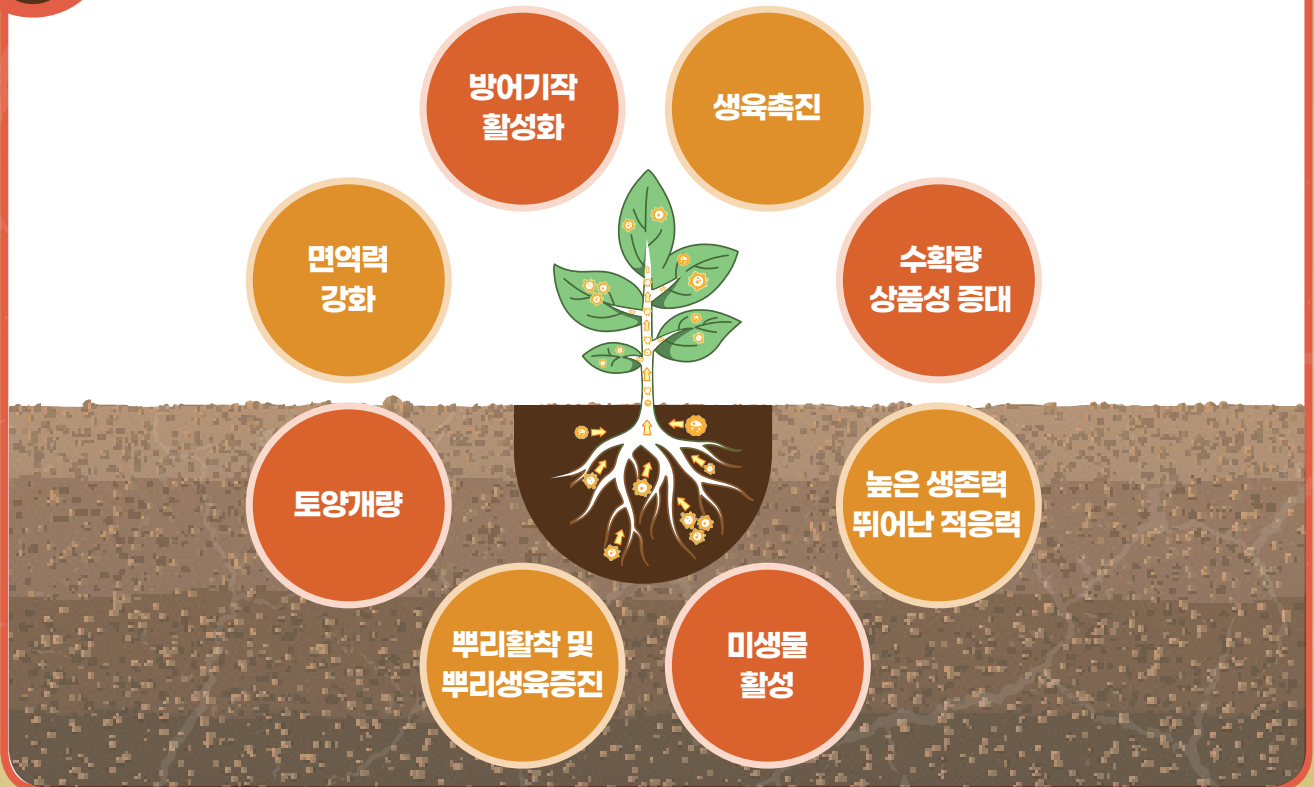 방어기작
활성화
생육촉진
면역력
강화
수확량
상품성 증대
토양개량
높은 생존력
뛰어난 적응력
뿌리활착 및
뿌리생육증진
미생물
활성